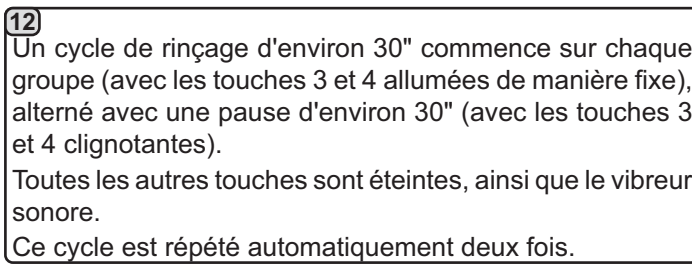 12
Un cycle de rinçage d'environ 30" commence sur chaque
groupe (avec les touches 3 et 4 allumées de manière fixe),
alterné avec une pause d'environ 30" (avec les touches 3
et 4 clignotantes).
Toutes les autres touches sont éteintes, ainsi que le vibreur
sonore.
Ce cycle est répété automatiquement deux fois.